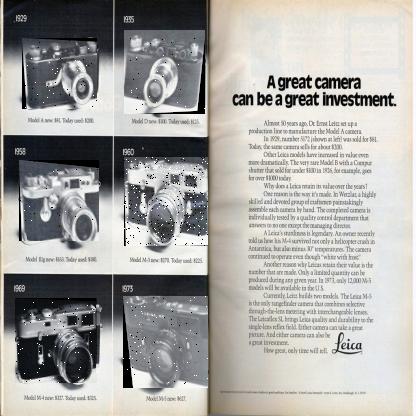 1929
1935
Model A new: $81. Today used: $200.
Model D new: $100. Today used: $125.
1958
1960
Model IIIg new: $163. Today used: $380.
Model M-3 new: $270. Today used: $225.
1969
1973
Model M-4 new: $227. Today used: $325.
Model M-5 new: $627.
A great camera
can be a great investment.
Almost 50 years ago, Dr. Ernst Leitz set up a
production line to manufacture the Model A camera.
In 1929, number 5172 (shown at left) was sold for $81.
Today, the same camera sells for about $200.
Other Leica models have increased in value even
more dramatically. The very rare Model B with a Compur
shutter that sold for under $100 in 1926, for example, goes
for over $1000 today.
Why does a Leica retain its value over the years?
One reason is the way it's made. In Wetzlar, a highly
skilled and devoted group of craftsmen painstakingly
assemble each camera by hand. The completed camera is
individually tested by a quality control department that
answers to no one except the managing director.
A Leica's sturdiness is legendary. An owner recently
told us how his M-4 survived not only a helicopter crash in
Antarctica, but also minus 30° temperatures. The camera
continued to operate even though "white with frost."
Another reason why Leicas retain their value is the
number that are made. Only a limited quantity can be
produced during any given year. In 1973, only 12,000 M-5
models will be available in the U.S.
Currently, Leitz builds two models. The Leica M-5
is the only rangefinder camera that combines selective
through-the-lens metering with interchangeable lenses.
The Leicaflex SL brings Leica quality and durability to the
single-lens reflex field. Either camera can take a great
picture. And either camera can also be
a great investment.
How great, only time will tell.
Leica